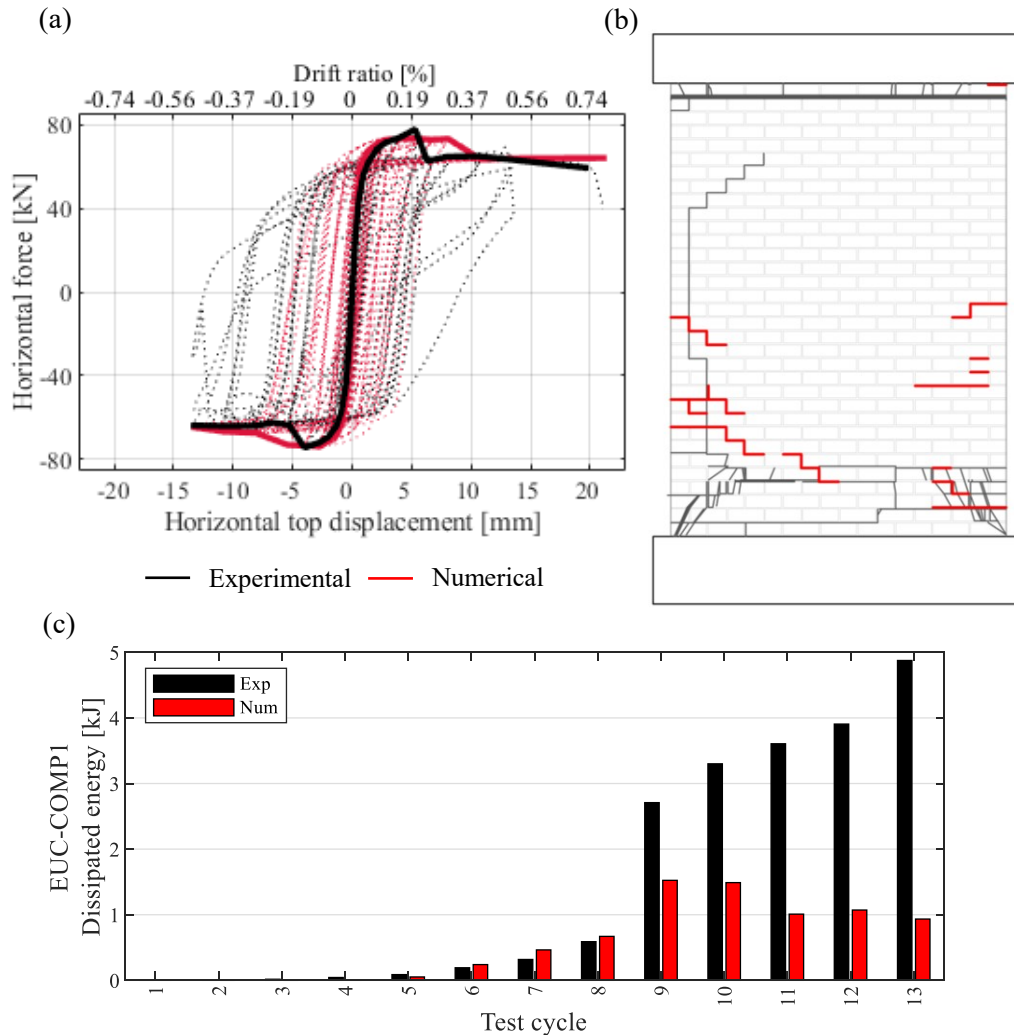 (a)
(b)
Drift ratio [%]
-0.74 -0.56 -0.37 -0.19 0 0.19 0.37 0.56 0.74
80
40
0
-40
-80
Horizontal force [kN]
-20 -15 -10 -5 0 5 10 15 20
Horizontal top displacement [mm]
Experimental Numerical
(c)
EUC-COMP1
Dissipated energy [kJ]
5
4
3
2
1
0
Exp
Num
1 2 3 4 5 6 7 8 9 10 11 12 13
Test cycle